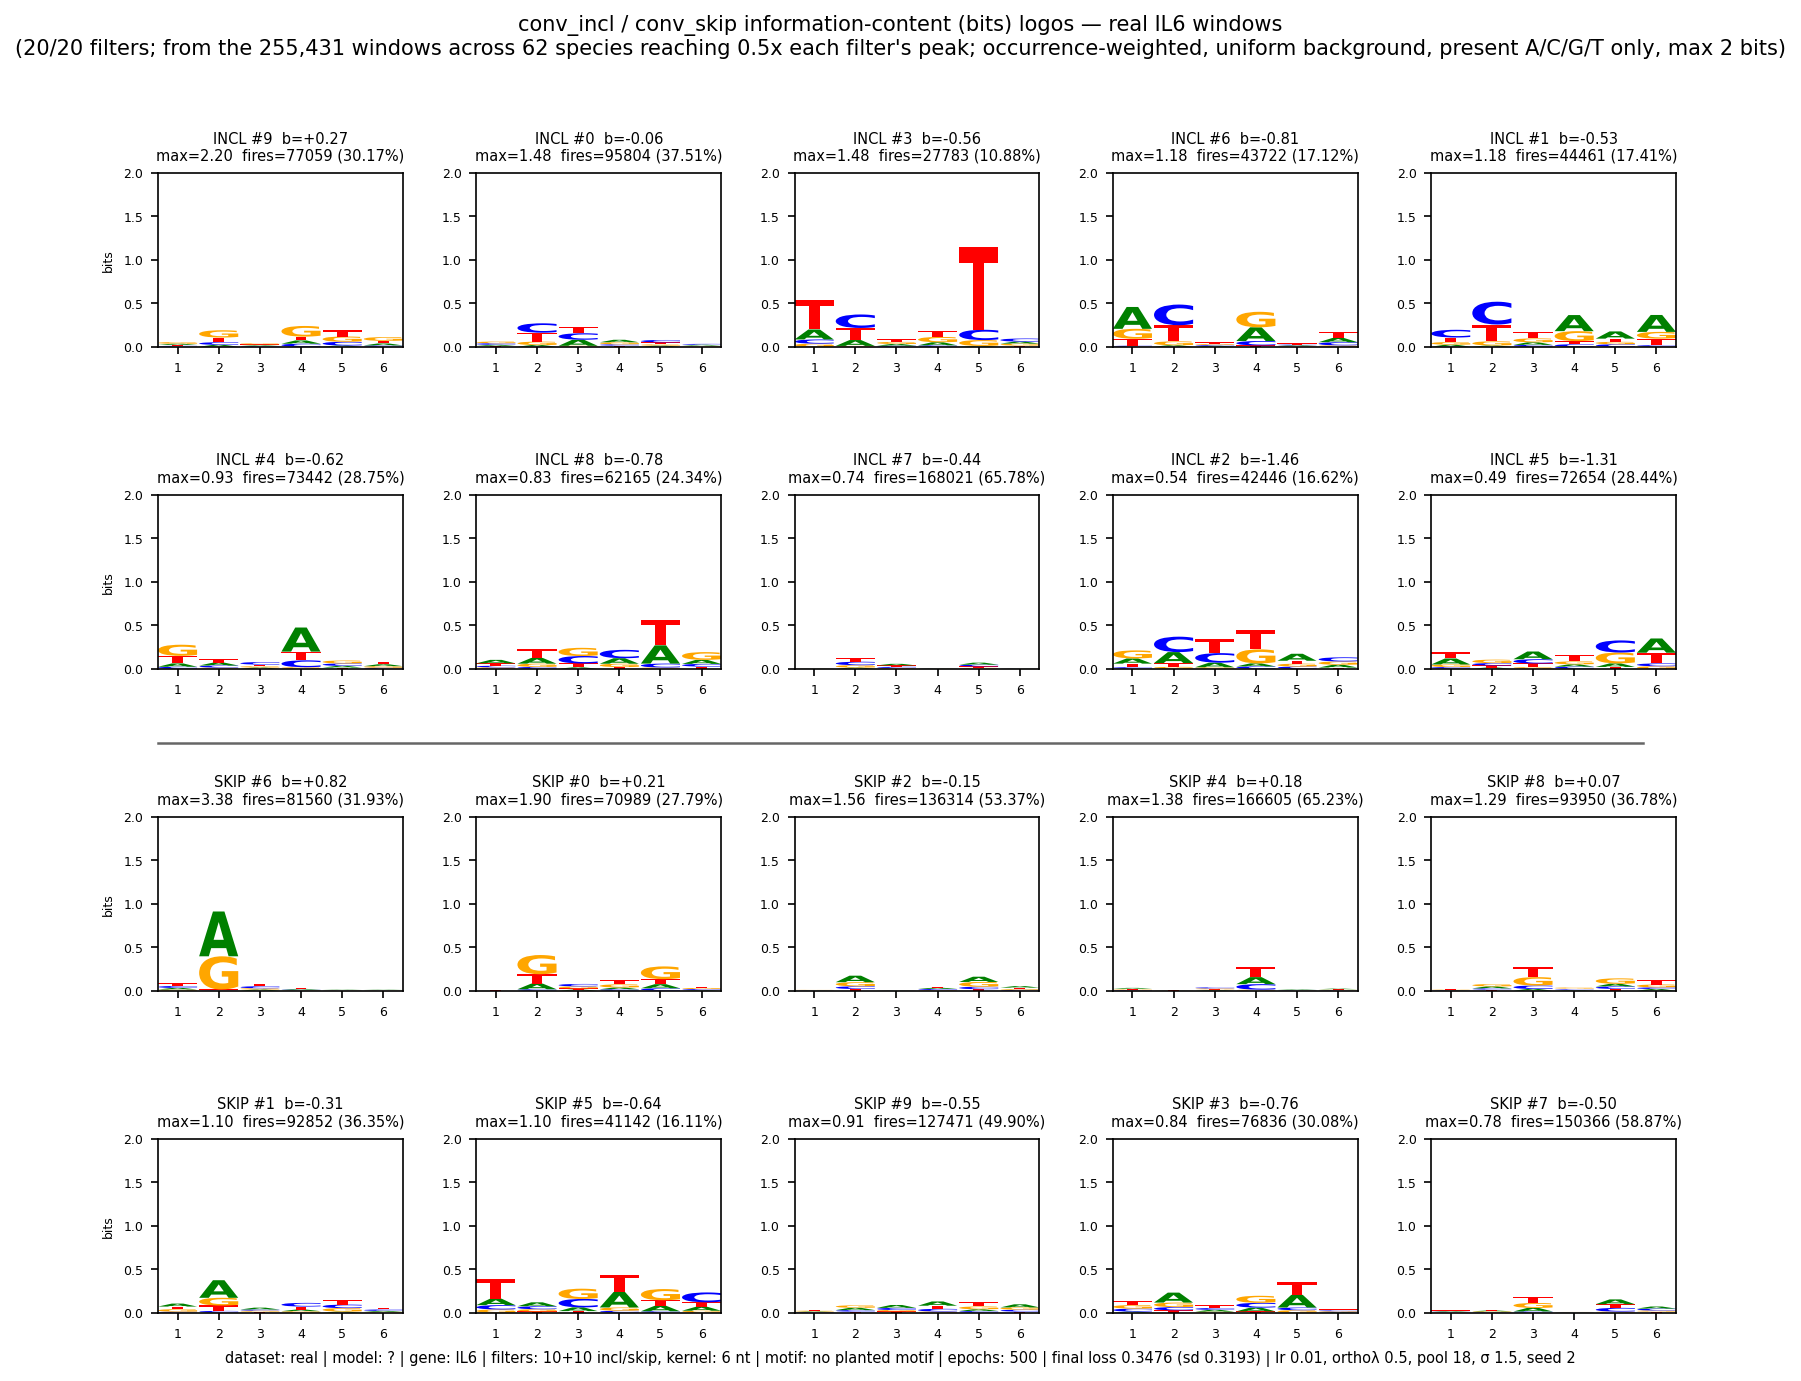 conv_incl / conv_skip information-content (bits) logos — real IL6 windows
(20/20 filters; from the 255,431 windows across 62 species reaching 0.5x each filter's peak; occurrence-weighted, uniform background, present A/C/G/T only, max 2 bits)
INCL #9 b=+0.27
max=2.20 fires=77059 (30.17%)
INCL #0 b=-0.06
max=1.48 fires=95804 (37.51%)
INCL #3 b=-0.56
max=1.48 fires=27783 (10.88%)
INCL #6 b=-0.81
max=1.18 fires=43722 (17.12%)
INCL #1 b=-0.53
max=1.18 fires=44461 (17.41%)
INCL #4 b=-0.62
max=0.93 fires=73442 (28.75%)
INCL #8 b=-0.78
max=0.83 fires=62165 (24.34%)
INCL #7 b=-0.44
max=0.74 fires=168021 (65.78%)
INCL #2 b=-1.46
max=0.54 fires=42446 (16.62%)
INCL #5 b=-1.31
max=0.49 fires=72654 (28.44%)
SKIP #6 b=+0.82
max=3.38 fires=81560 (31.93%)
SKIP #0 b=+0.21
max=1.90 fires=70989 (27.79%)
SKIP #2 b=-0.15
max=1.56 fires=136314 (53.37%)
SKIP #4 b=+0.18
max=1.38 fires=166605 (65.23%)
SKIP #8 b=+0.07
max=1.29 fires=93950 (36.78%)
SKIP #1 b=-0.31
max=1.10 fires=92852 (36.35%)
SKIP #5 b=-0.64
max=1.10 fires=41142 (16.11%)
SKIP #9 b=-0.55
max=0.91 fires=127471 (49.90%)
SKIP #3 b=-0.76
max=0.84 fires=76836 (30.08%)
SKIP #7 b=-0.50
max=0.78 fires=150366 (58.87%)
dataset: real | model: ? | gene: IL6 | filters: 10+10 incl/skip, kernel: 6 nt | motif: no planted motif | epochs: 500 | final loss 0.3476 (sd 0.3193) | lr 0.01, orthoλ 0.5, pool 18, σ 1.5, seed 2